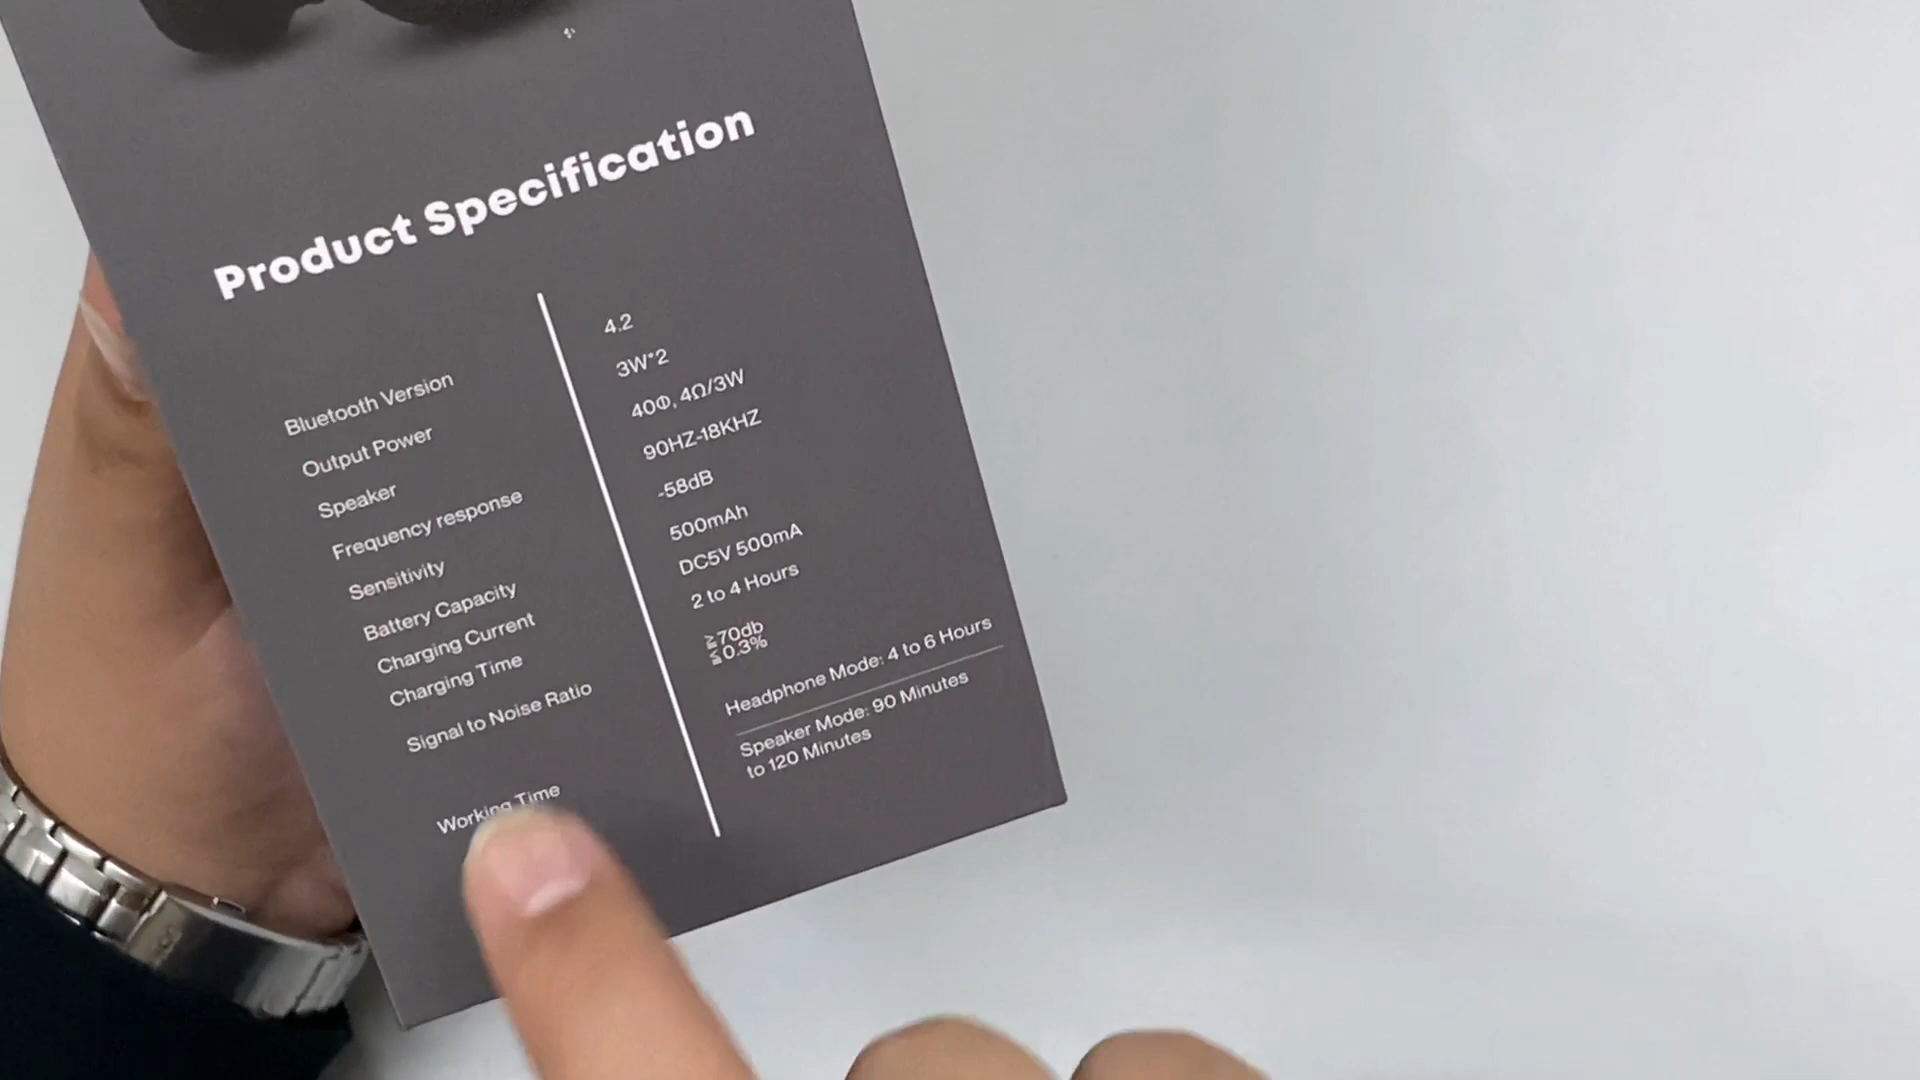 Product Specification
Bluetooth Version 4.2
Output Power 3W*2
Speaker 40Φ, 4Ω/3W
Frequency response 90HZ-18KHZ
Sensitivity -58dB
Battery Capacity 500mAh
Charging Current DC5V 500mA
Charging Time 2 to 4 Hours
Signal to Noise Ratio ≧70db
≦0.3%
Working Time
Headphone Mode: 4 to 6 Hours
Speaker Mode: 90 Minutes
to 120 Minutes